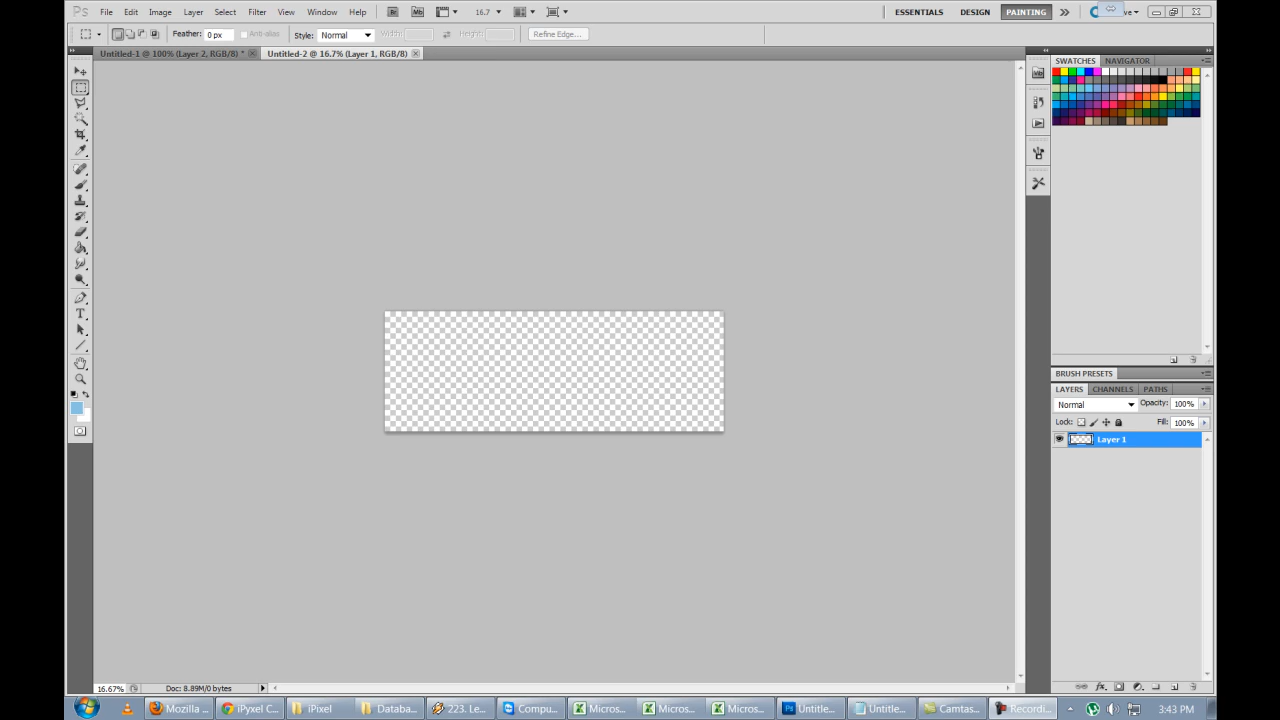 Ps File Edit Image Layer Select Filter View Window Help Br Mb 16.7 ESSENTIALS DESIGN PAINTING
Feather: 0 px Anti-alias Style: Normal Width: Height: Refine Edge...
Untitled-1 @ 100% (Layer 2, RGB/8) * Untitled-2 @ 16.7% (Layer 1, RGB/8)
SWATCHES NAVIGATOR
BRUSH PRESETS
LAYERS CHANNELS PATHS
Normal Opacity: 100%
Lock: Fill: 100%
Layer 1
16.67% Doc: 8.89M/0 bytes
Mozilla ... iPyxel C... iPixel Databa... 223. Le... Compu... Micros... Micros... Micros... Untitle... Untitle... Camtas... Recordi... 3:43 PM